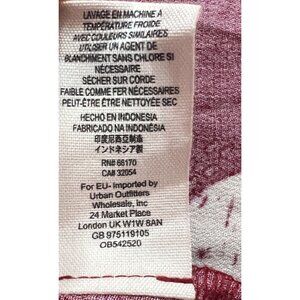 LAVAGE EN MACHINE À
TEMPÉRATURE FROIDE
AVEC COULEURS SIMILAIRES
UTILISER UN AGENT DE
BLANCHIMENT SANS CHLORE SI
NÉCESSAIRE
SÉCHER SUR CORDE
FAIBLE COMME FER NÉCESSAIRES
PEUT-ÊTRE ÊTRE NETTOYÉE SEC
HECHO EN INDONESIA
FABRICADO NA INDONÉSIA
印度尼西亞制造
インドネシア製
RN# 66170
CA# 32054
For EU- Imported by
Urban Outfitters
Wholesale, Inc
24 Market Place
London UK W1W 8AN
GB 975119105
OB542520